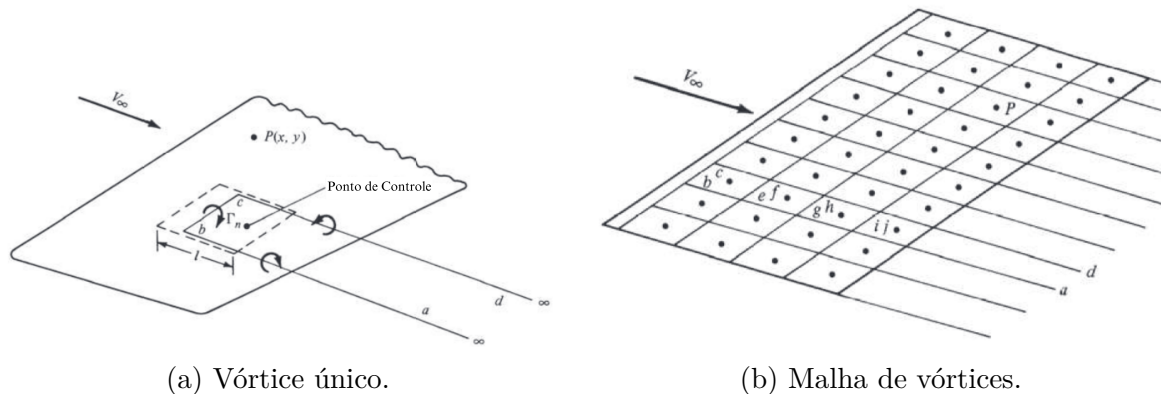 V∞
P(x, y)
Ponto de Controle
c
Γn
b
l
d
∞
a
∞
(a) Vórtice único.
V∞
P
c
b
e f
g h
i j
d
a
(b) Malha de vórtices.